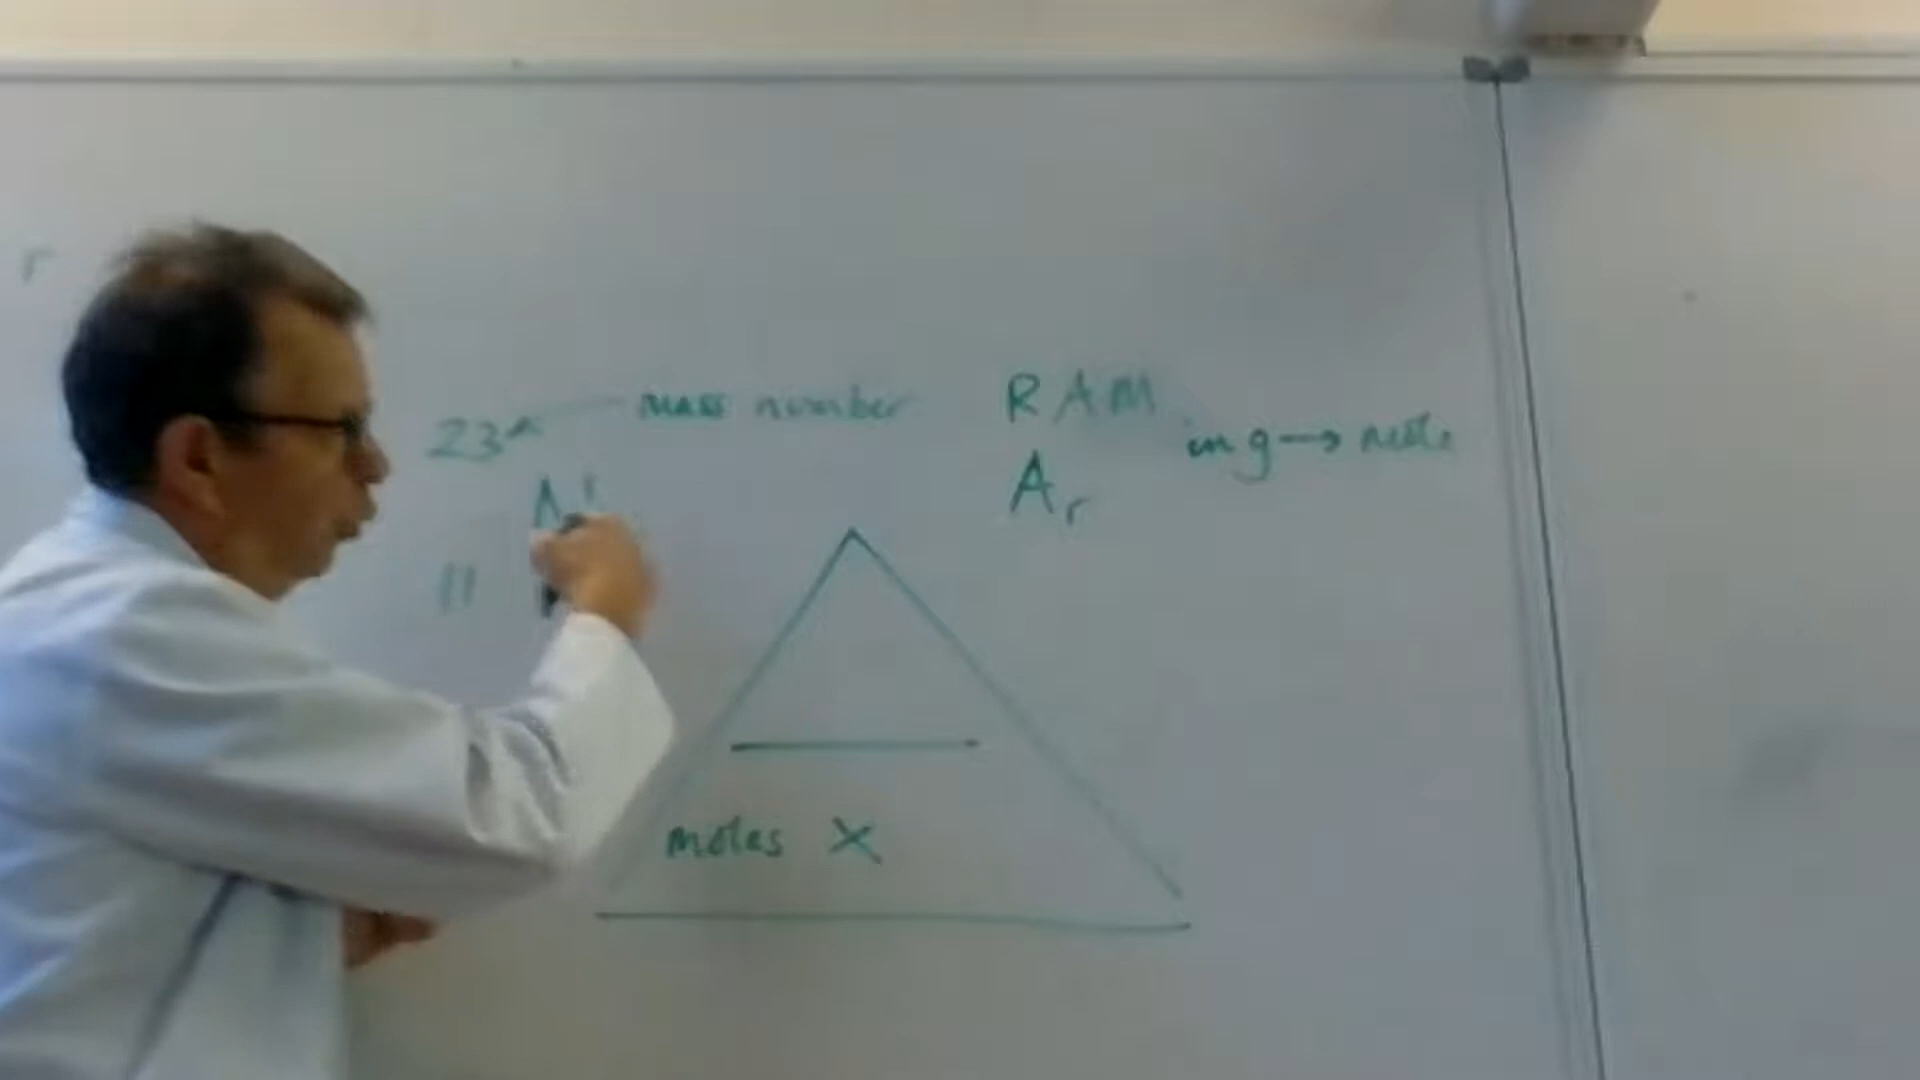 r
23 mass number RAM
in g → mole
Ar
11
moles X